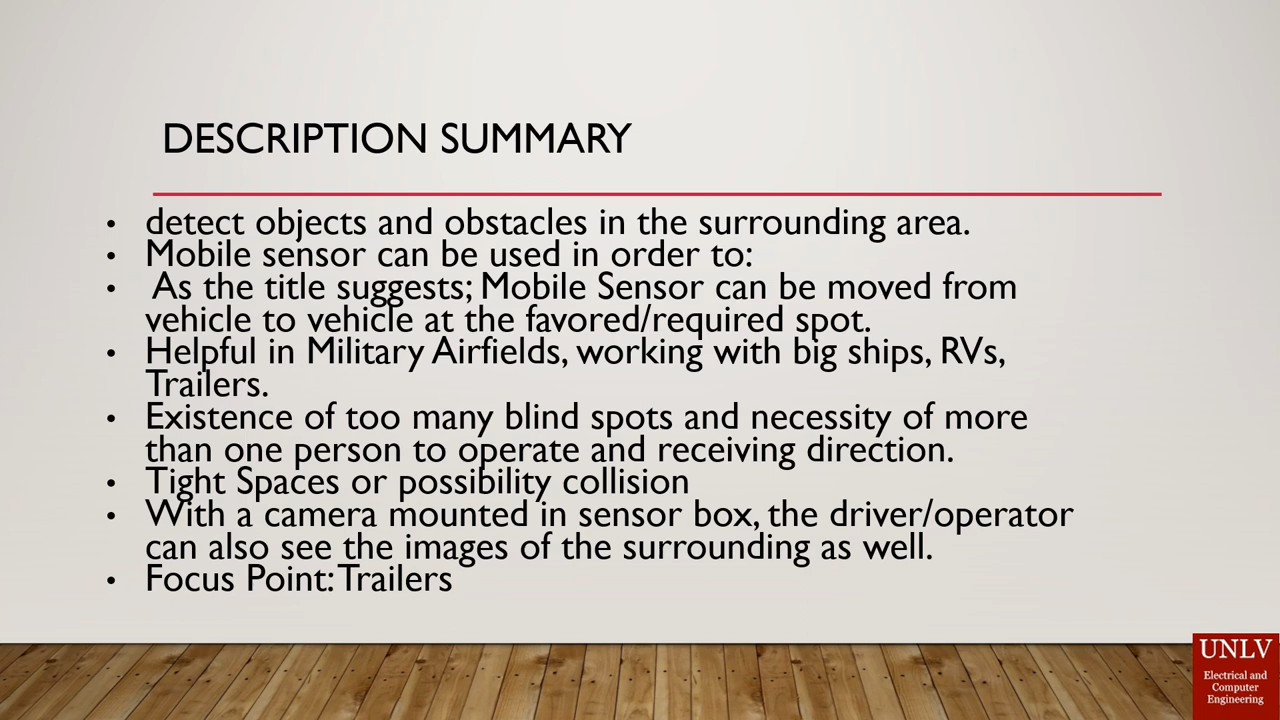 DESCRIPTION SUMMARY
• detect objects and obstacles in the surrounding area.
• Mobile sensor can be used in order to:
• As the title suggests; Mobile Sensor can be moved from
vehicle to vehicle at the favored/required spot.
• Helpful in Military Airfields, working with big ships, RVs,
Trailers.
• Existence of too many blind spots and necessity of more
than one person to operate and receiving direction.
• Tight Spaces or possibility collision
• With a camera mounted in sensor box, the driver/operator
can also see the images of the surrounding as well.
• Focus Point: Trailers
UNLV
Electrical and
Computer
Engineering